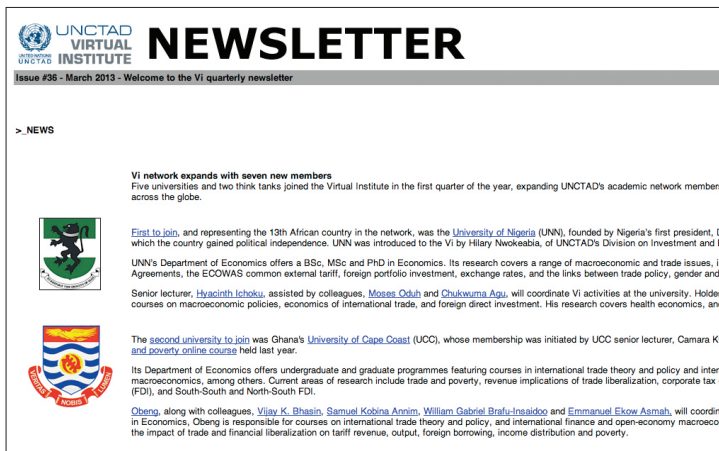 UNCTAD
VIRTUAL
INSTITUTE
UNITED NATIONS
UNCTAD
NEWSLETTER
Issue #36 - March 2013 - Welcome to the Vi quarterly newsletter
>_NEWS
Vi network expands with seven new members
Five universities and two think tanks joined the Virtual Institute in the first quarter of the year, expanding UNCTAD's academic network members
across the globe.
First to join, and representing the 13th African country in the network, was the University of Nigeria (UNN), founded by Nigeria's first president,
which the country gained political independence. UNN was introduced to the Vi by Hilary Nwokeabia, of UNCTAD's Division on Investment and
UNN's Department of Economics offers a BSc, MSc and PhD in Economics. Its research covers a range of macroeconomic and trade issues,
Agreements, the ECOWAS common external tariff, foreign portfolio investment, exchange rates, and the links between trade policy, gender and
Senior lecturer, Hyacinth Ichoku, assisted by colleagues, Moses Oduh and Chukwuma Agu, will coordinate Vi activities at the university. Holde
courses on macroeconomic policies, economics of international trade, and foreign direct investment. His research covers health economics, an
The second university to join was Ghana's University of Cape Coast (UCC), whose membership was initiated by UCC senior lecturer, Camara K
and poverty online course held last year.
Its Department of Economics offers undergraduate and graduate programmes featuring courses in international trade theory and policy and inter
macroeconomics, among others. Current areas of research include trade and poverty, revenue implications of trade liberalization, corporate tax
(FDI), and South-South and North-South FDI.
VERITAS
NOBIS
LUMEN
Obeng, along with colleagues, Vijay K. Bhasin, Samuel Kobina Annim, William Gabriel Brafu-Insaidoo and Emmanuel Ekow Asmah, will coordin
in Economics, Obeng is responsible for courses on international trade theory and policy, and international finance and open-economy macroeco
the impact of trade and financial liberalization on tariff revenue, output, foreign borrowing, income distribution and poverty.